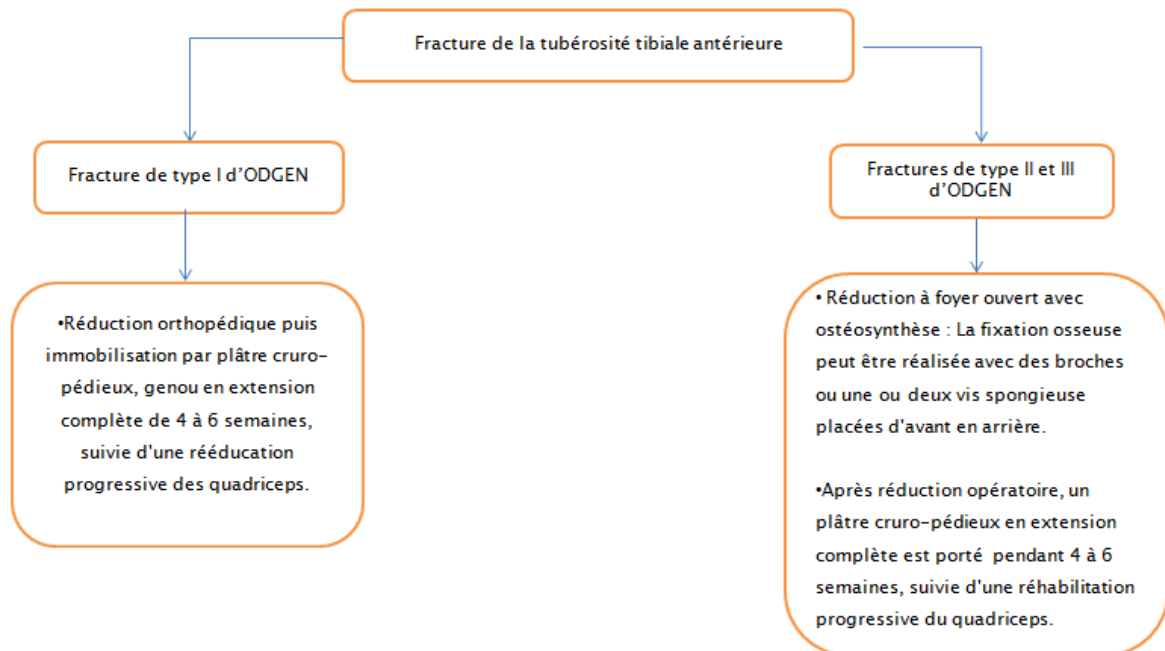 Fracture de la tubérosité tibiale antérieure
Fracture de type I d’ODGEN
Fractures de type II et III
d’ODGEN
•Réduction orthopédique puis
immobilisation par plâtre cruro-
pédieux, genou en extension
complète de 4 à 6 semaines,
suivie d'une rééducation
progressive des quadriceps.
• Réduction à foyer ouvert avec
ostéosynthèse : La fixation osseuse
peut être réalisée avec des broches
ou une ou deux vis spongieuse
placées d'avant en arrière.
•Après réduction opératoire, un
plâtre cruro-pédieux en extension
complète est porté pendant 4 à 6
semaines, suivie d'une réhabilitation
progressive du quadriceps.